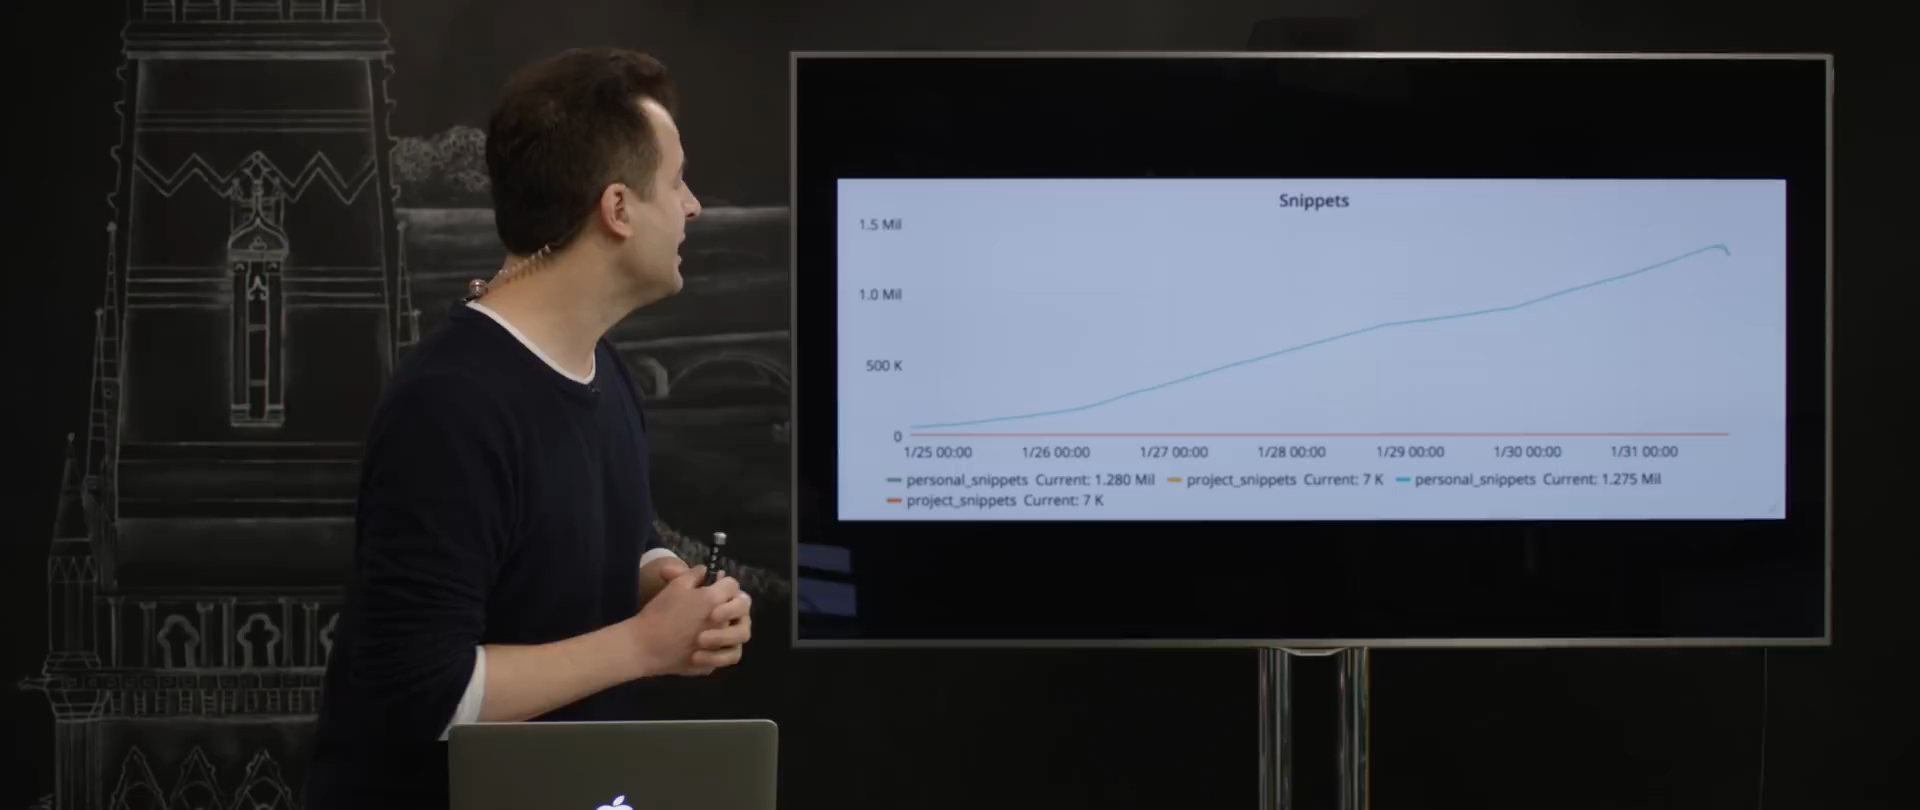 Snippets
1.5 Mil
1.0 Mil
500 K
0
1/25 00:00 1/26 00:00 1/27 00:00 1/28 00:00 1/29 00:00 1/30 00:00 1/31 00:00
personal_snippets Current: 1.280 Mil project_snippets Current: 7 K personal_snippets Current: 1.275 Mil
project_snippets Current: 7 K